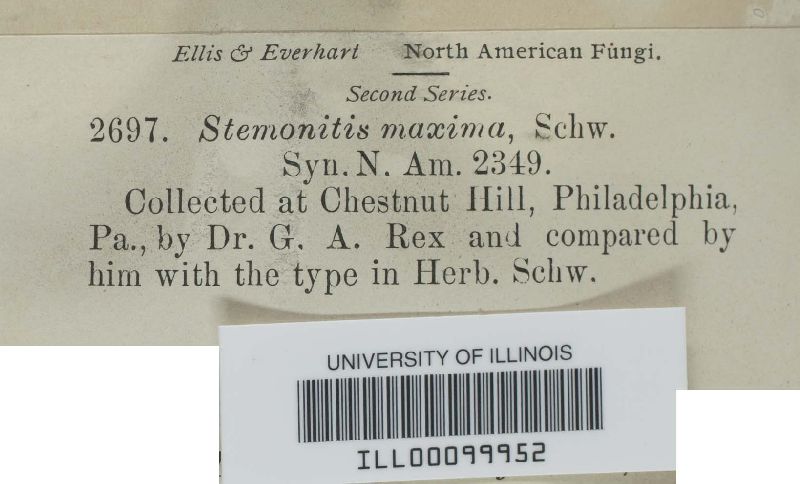 Ellis & Everhart North American Fungi.
Second Series.
2697. Stemonitis maxima, Schw.
Syn. N. Am. 2349.
Collected at Chestnut Hill, Philadelphia,
Pa., by Dr. G. A. Rex and compared by
him with the type in Herb. Schw.
UNIVERSITY OF ILLINOIS
ILL00099952